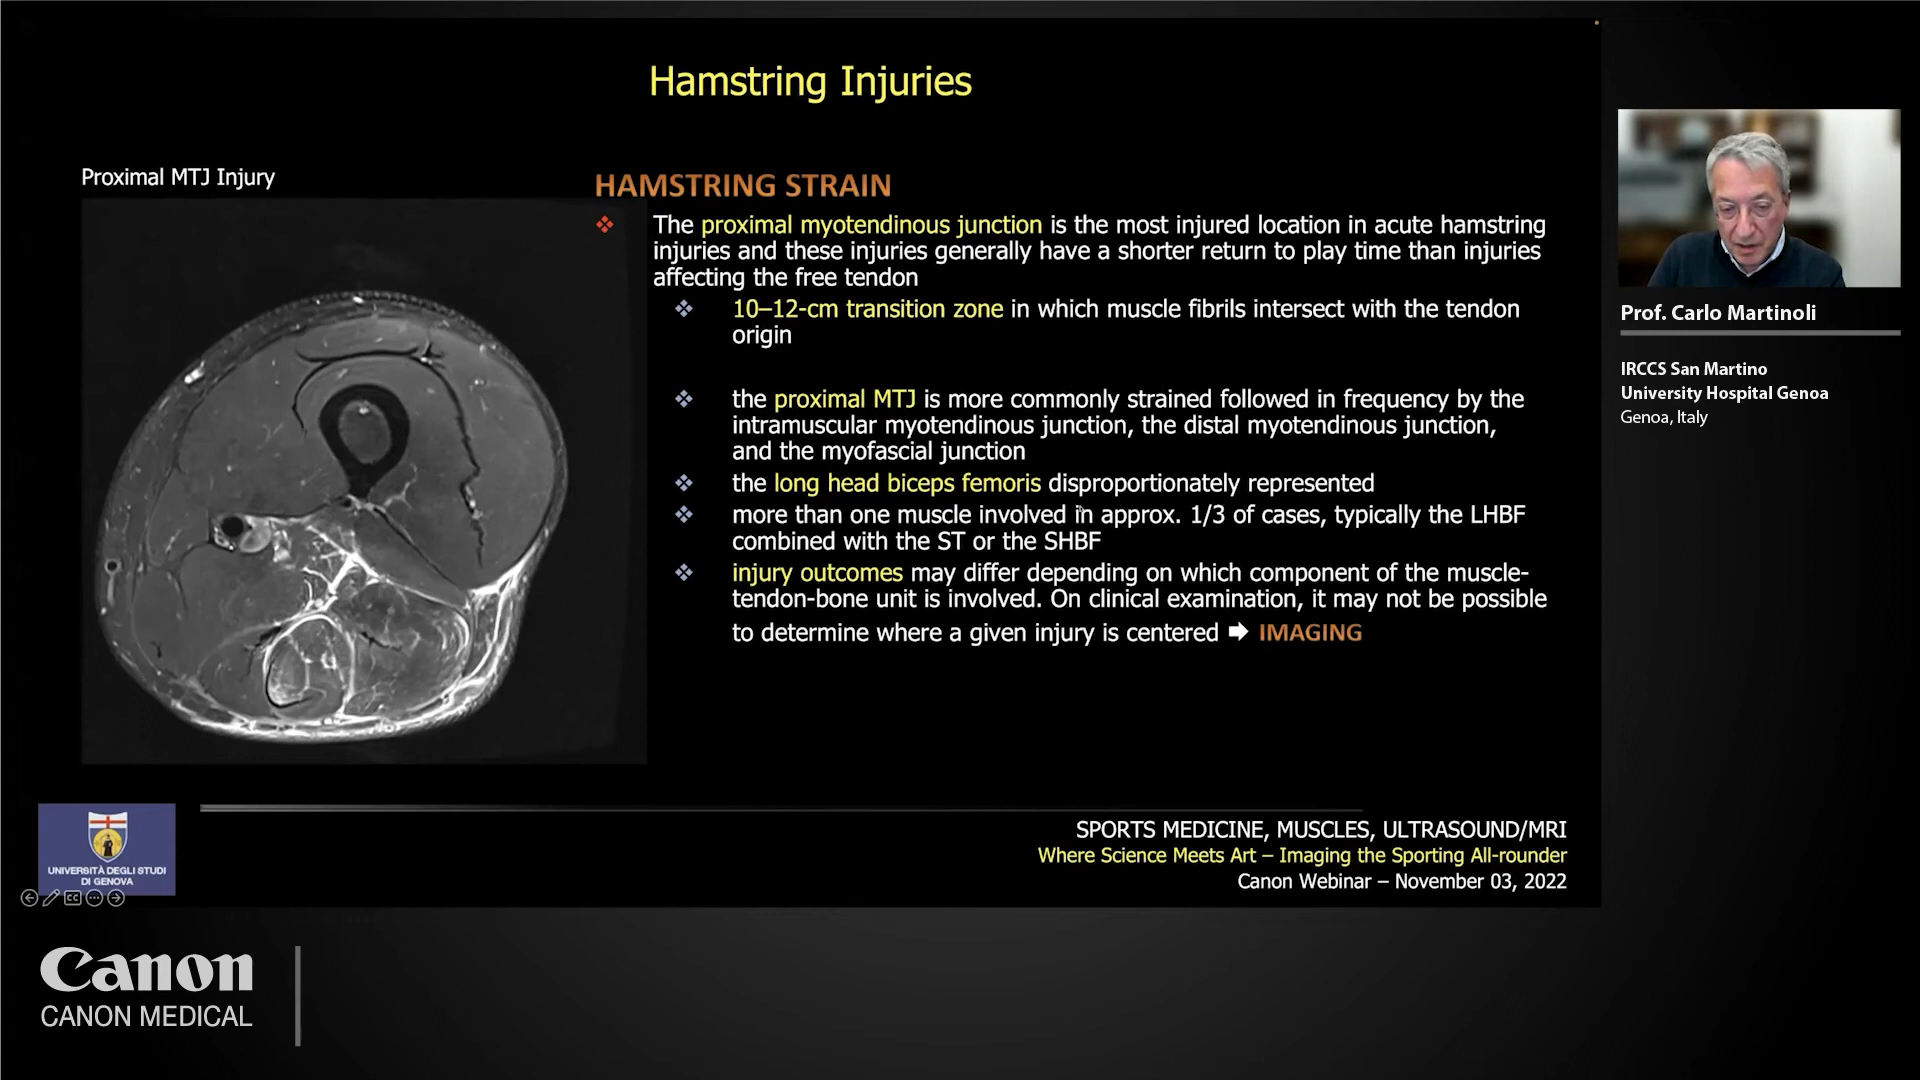 Hamstring Injuries
Proximal MTJ Injury
HAMSTRING STRAIN
The proximal myotendinous junction is the most injured location in acute hamstring
injuries and these injuries generally have a shorter return to play time than injuries
affecting the free tendon
10–12-cm transition zone in which muscle fibrils intersect with the tendon
origin
the proximal MTJ is more commonly strained followed in frequency by the
intramuscular myotendinous junction, the distal myotendinous junction,
and the myofascial junction
the long head biceps femoris disproportionately represented
more than one muscle involved in approx. 1/3 of cases, typically the LHBF
combined with the ST or the SHBF
injury outcomes may differ depending on which component of the muscle-
tendon-bone unit is involved. On clinical examination, it may not be possible
to determine where a given injury is centered ➡ IMAGING
Prof. Carlo Martinoli
IRCCS San Martino
University Hospital Genoa
Genoa, Italy
UNIVERSITÀ DEGLI STUDI
DI GENOVA
CC
SPORTS MEDICINE, MUSCLES, ULTRASOUND/MRI
Where Science Meets Art – Imaging the Sporting All-rounder
Canon Webinar – November 03, 2022
Canon
CANON MEDICAL